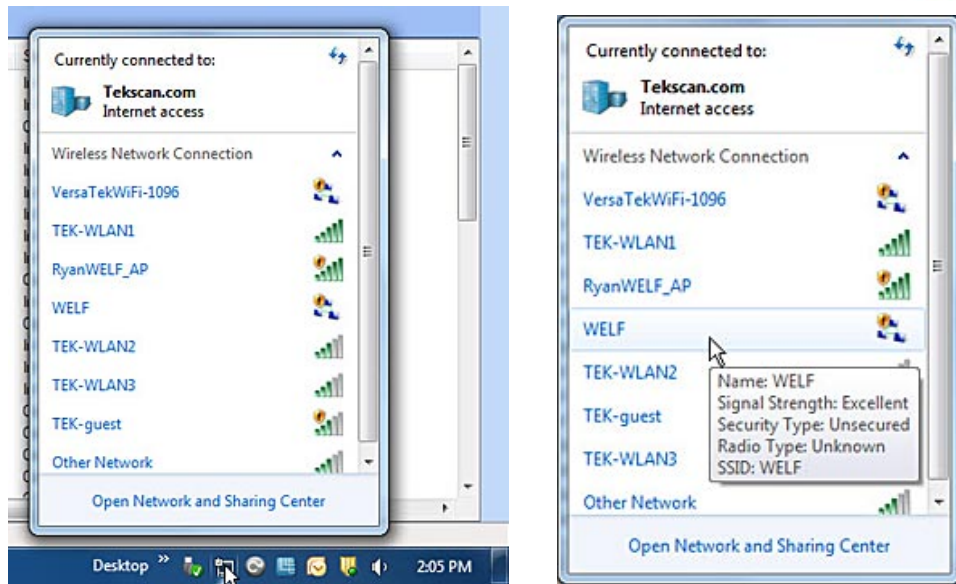 Currently connected to:
Tekscan.com
Internet access
Wireless Network Connection
VersaTekWiFi-1096
TEK-WLAN1
RyanWELF_AP
WELF
TEK-WLAN2
TEK-WLAN3
TEK-guest
Other Network
Open Network and Sharing Center
Desktop »
2:05 PM
Currently connected to:
Tekscan.com
Internet access
Wireless Network Connection
VersaTekWiFi-1096
TEK-WLAN1
RyanWELF_AP
WELF
TEK-WLAN2
Name: WELF
Signal Strength: Excellent
Security Type: Unsecured
Radio Type: Unknown
SSID: WELF
TEK-guest
TEK-WLAN3
Other Network
Open Network and Sharing Center